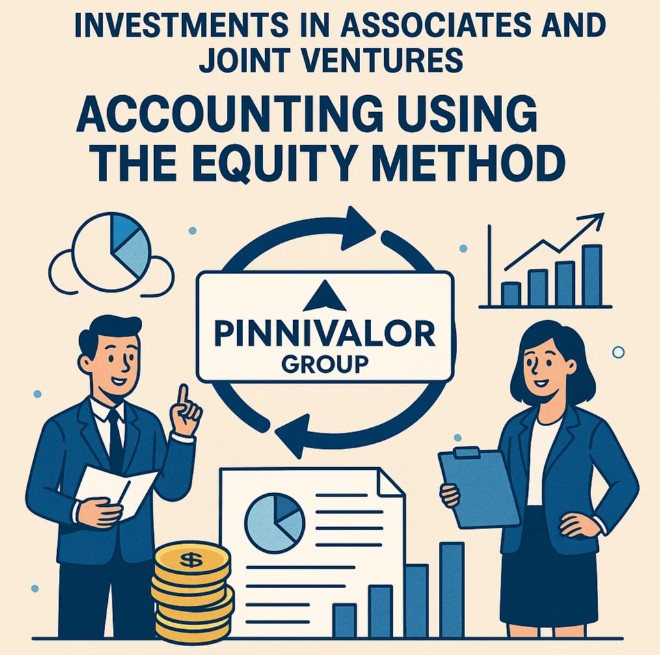 INVESTMENTS IN ASSOCIATES AND
JOINT VENTURES
ACCOUNTING USING
THE EQUITY METHOD
PINNIVALOR
GROUP
$